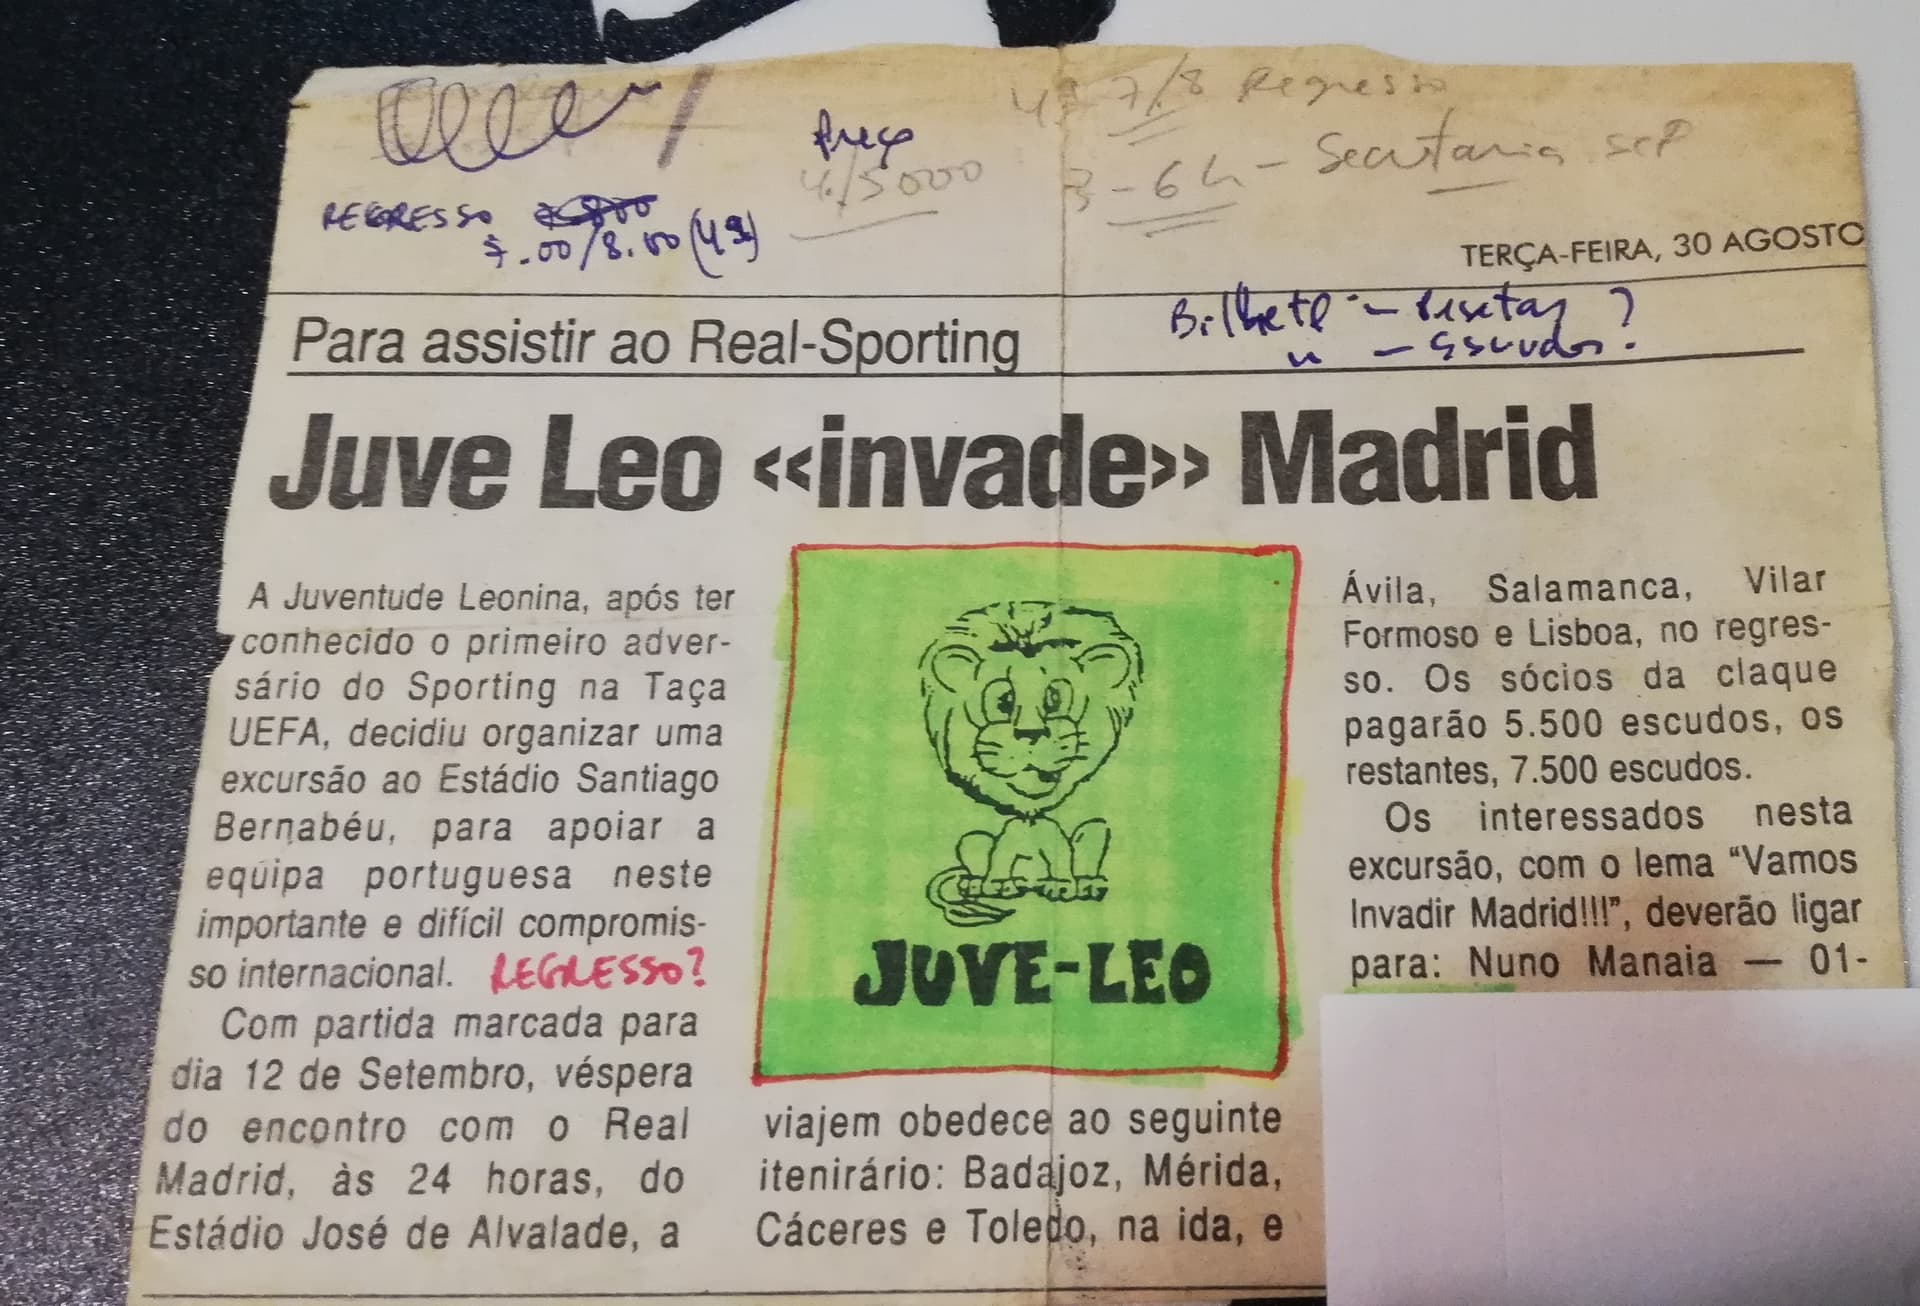 Preço
4./5000
7/8 Regresso
3-6h - Secretaria SCP
REGRESSO
7.00/8.00 (4ª)
TERÇA-FEIRA, 30 AGOSTO
Bilhete - Pesetas ?
" - Escudos.
Para assistir ao Real-Sporting
Juve Leo «invade» Madrid
A Juventude Leonina, após ter
conhecido o primeiro adver-
sário do Sporting na Taça
UEFA, decidiu organizar uma
excursão ao Estádio Santiago
Bernabéu, para apoiar a
equipa portuguesa neste
importante e difícil compromis-
so internacional. REGRESSO?
Com partida marcada para
dia 12 de Setembro, véspera
do encontro com o Real
Madrid, às 24 horas, do
Estádio José de Alvalade, a
JUVE-LEO
viajem obedece ao seguinte
itenirário: Badajoz, Mérida,
Cáceres e Toledo, na ida, e
Ávila, Salamanca, Vilar
Formoso e Lisboa, no regres-
so. Os sócios da claque
pagarão 5.500 escudos, os
restantes, 7.500 escudos.
Os interessados nesta
excursão, com o lema “Vamos
Invadir Madrid!!!”, deverão ligar
para: Nuno Manaia — 01-